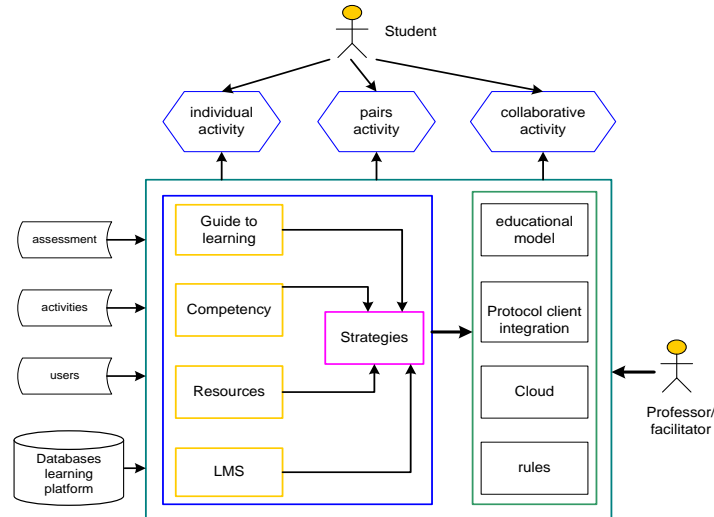 Student
individual
activity
pairs
activity
collaborative
activity
assessment
activities
users
Databases
learning
platform
Guide to
learning
Competency
Resources
LMS
Strategies
educational
model
Protocol client
integration
Cloud
rules
Professor/
facilitator